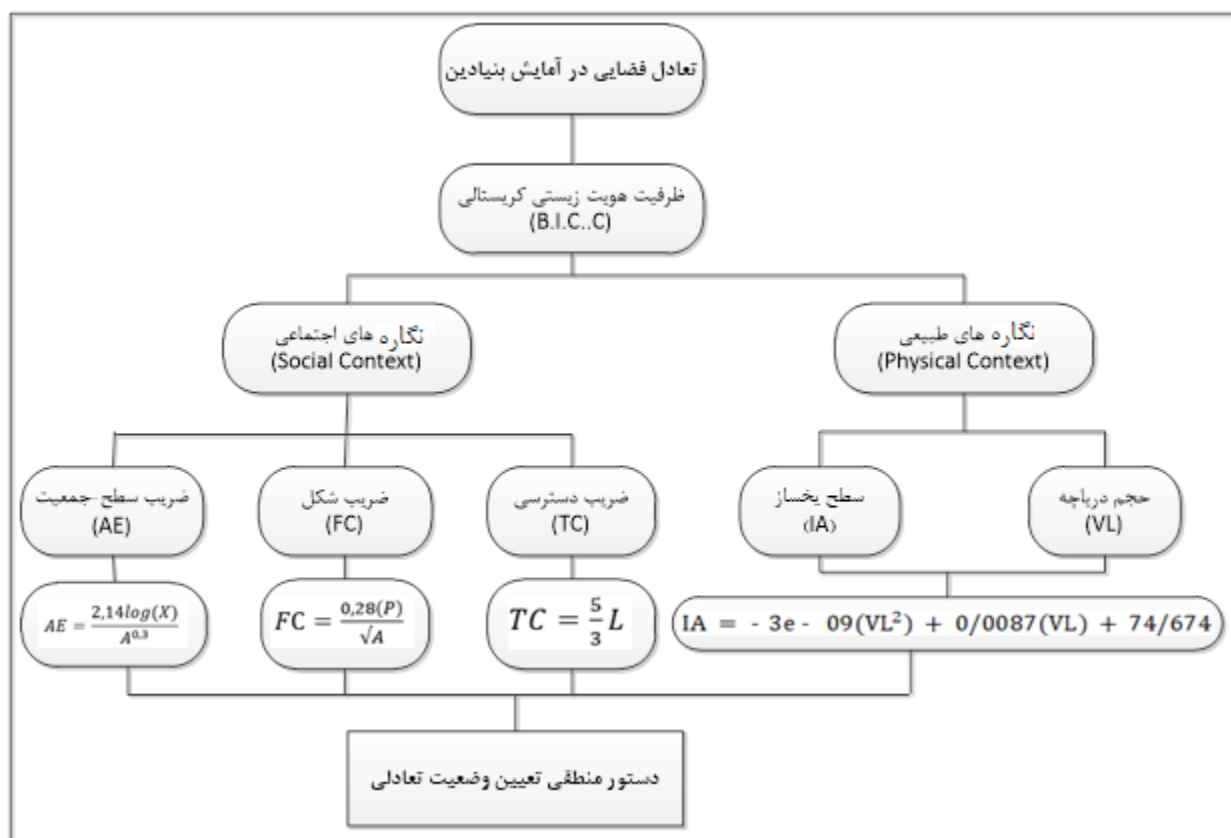 تعادل فضایی در آمایش بنیادین
ظرفیت هویت زیستی کریستالی
(B.I.C..C)
نگاره های طبیعی
(Physical Context)
نگاره های اجتماعی
(Social Context)
حجم دریاچه
(VL)
سطح یخساز
(IA)
ضریب دسترسی
(TC)
ضریب شکل
(FC)
ضریب سطح-جمعیت
(AE)
IA = - 3e - 09(VL²) + 0/0087(VL) + 74/674
TC = 5/3 L
FC = 0,28(P)/√A
AE = 2,14log(X)/A^0,3
دستور منطقی تعیین وضعیت تعادلی